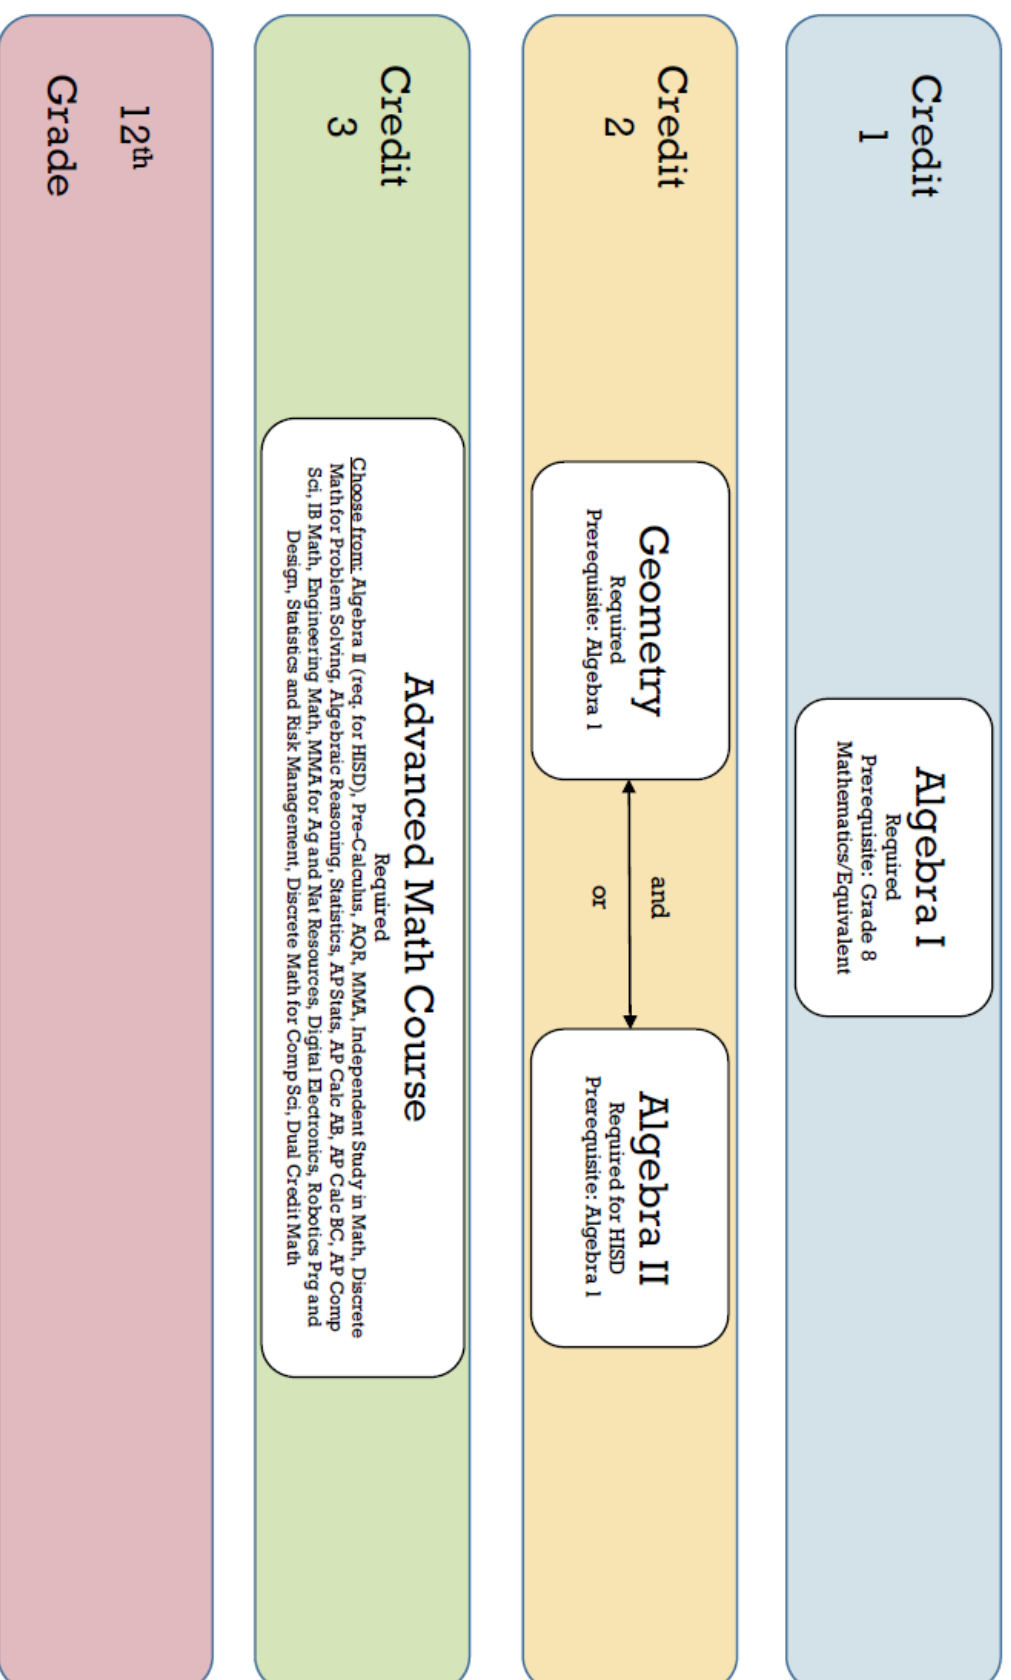 Credit
1
Algebra I
Required
Prerequisite: Grade 8
Mathematics/Equivalent
Credit
2
Geometry
Required
Prerequisite: Algebra 1
and
or
Algebra II
Required for HISD
Prerequisite: Algebra 1
Credit
3
Advanced Math Course
Required
Choose from: Algebra II (req. for HISD), Pre-Calculus, AQR, MMA, Independent Study in Math, Discrete
Math for Problem Solving, Algebraic Reasoning, Statistics, AP Stats, AP Calc AB, AP Calc BC, AP Comp
Sci, IB Math, Engineering Math, MMA for Ag and Nat Resources, Digital Electronics, Robotics Prg and
Design, Statistics and Risk Management, Discrete Math for Comp Sci, Dual Credit Math
12th
Grade